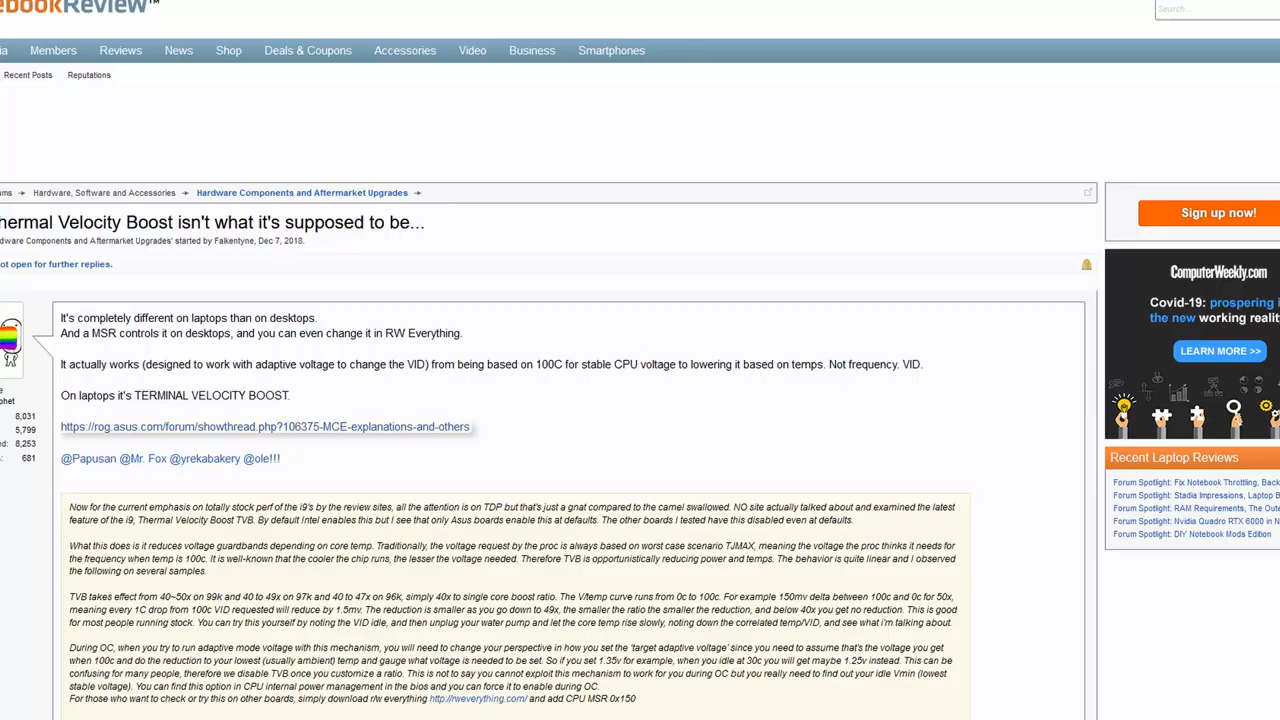 ebookReview™
Search...
ia Members Reviews News Shop Deals & Coupons Accessories Video Business Smartphones
Recent Posts Reputations
ums Hardware, Software and Accessories Hardware Components and Aftermarket Upgrades
hermal Velocity Boost isn't what it's supposed to be...
dware Components and Aftermarket Upgrades' started by Falkentyne, Dec 7, 2018.
ot open for further replies.
Sign up now!
It's completely different on laptops than on desktops.
And a MSR controls it on desktops, and you can even change it in RW Everything.
It actually works (designed to work with adaptive voltage to change the VID) from being based on 100C for stable CPU voltage to lowering it based on temps. Not frequency. VID.
On laptops it's TERMINAL VELOCITY BOOST.
https://rog.asus.com/forum/showthread.php?106375-MCE-explanations-and-others
@Papusan @Mr. Fox @yrekabakery @ole!!!
e
phet
8,031
5,799
ed: 8,253
s: 681
Now for the current emphasis on totally stock perf of the i9's by the review sites, all the attention is on TDP but that's just a gnat compared to the camel swallowed. NO site actually talked about and examined the latest
feature of the i9, Thermal Velocity Boost TVB. By default Intel enables this but I see that only Asus boards enable this at defaults. The other boards I tested have this disabled even at defaults.
What this does is it reduces voltage guardbands depending on core temp. Traditionally, the voltage request by the proc is always based on worst case scenario TJMAX, meaning the voltage the proc thinks it needs for
the frequency when temp is 100c. It is well-known that the cooler the chip runs, the lesser the voltage needed. Therefore TVB is opportunistically reducing power and temps. The behavior is quite linear and I observed
the following on several samples.
TVB takes effect from 40~50x on 99k and 40 to 49x on 97k and 40 to 47x on 96k, simply 40x to single core boost ratio. The V/temp curve runs from 0c to 100c. For example 150mv delta between 100c and 0c for 50x,
meaning every 1C drop from 100c VID requested will reduce by 1.5mv. The reduction is smaller as you go down to 49x, the smaller the ratio the smaller the reduction, and below 40x you get no reduction. This is good
for most people running stock. You can try this yourself by noting the VID idle, and then unplug your water pump and let the core temp rise slowly, noting down the correlated temp/VID, and see what i'm talking about.
During OC, when you try to run adaptive mode voltage with this mechanism, you will need to change your perspective in how you set the 'target adaptive voltage' since you need to assume that's the voltage you get
when 100c and do the reduction to your lowest (usually ambient) temp and gauge what voltage is needed to be set. So if you set 1.35v for example, when you idle at 30c you will get maybe 1.25v instead. This can be
confusing for many people, therefore we disable TVB once you customize a ratio. This is not to say you cannot exploit this mechanism to work for you during OC but you really need to find out your idle Vmin (lowest
stable voltage). You can find this option in CPU internal power management in the bios and you can force it to enable during OC.
For those who want to check or try this on other boards, simply download r/w everything http://rweverything.com/ and add CPU MSR 0x150
ComputerWeekly.com
Covid-19: prospering i
the new working realit
LEARN MORE >>
Recent Laptop Reviews
Forum Spotlight: Fix Notebook Throttling, Back
Forum Spotlight: Stadia Impressions, Laptop B
Forum Spotlight: RAM Requirements, The Oute
Forum Spotlight: Nvidia Quadro RTX 6000 in N
Forum Spotlight: DIY Notebook Mods Edition